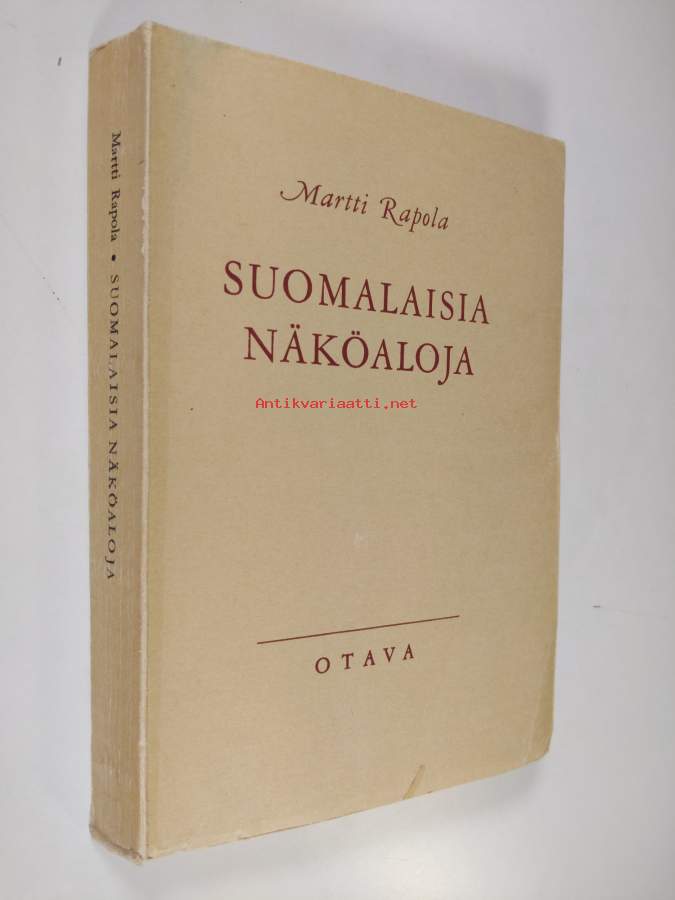 Martti Rapola • SUOMALAISIA NÄKÖALOJA
Martti Rapola
SUOMALAISIA
NÄKÖALOJA
Antikvariaatti.net
OTAVA